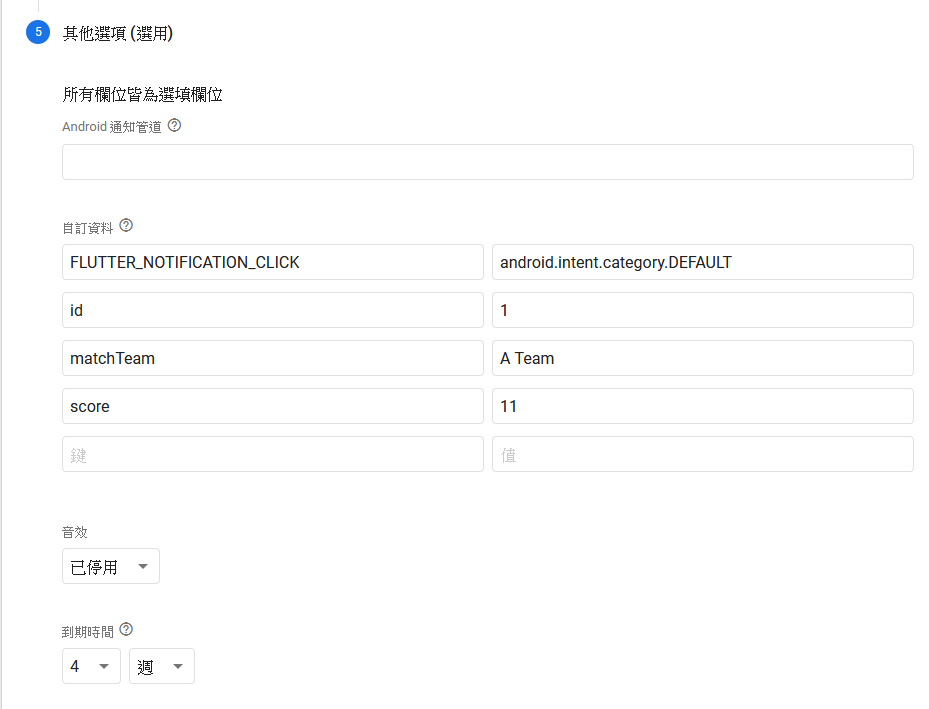 5 其他選項 (選用)
所有欄位皆為選填欄位
Android 通知管道
自訂資料
FLUTTER_NOTIFICATION_CLICK android.intent.category.DEFAULT
id 1
matchTeam A Team
score 11
鍵 值
音效
已停用
到期時間
4 週